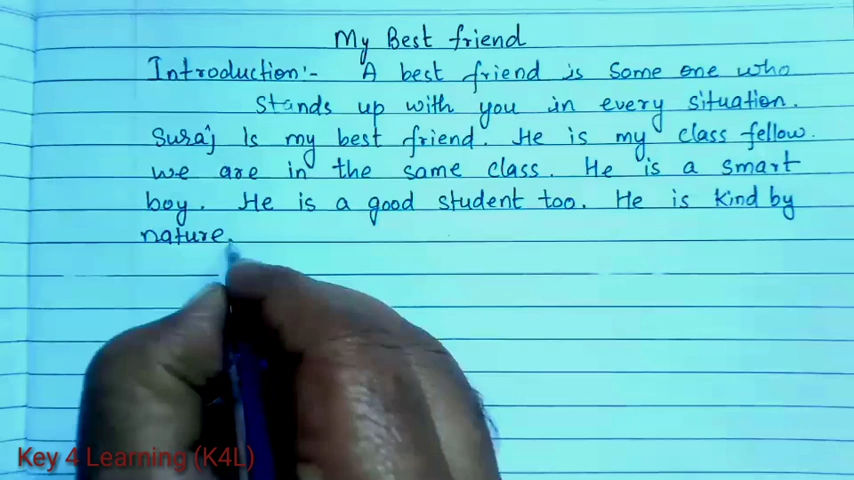 My Best friend
Introduction:- A best friend is some one who
stands up with you in every situation.
Suraj Is my best friend. He is my class fellow.
we are in the same class. He is a smart
boy. He is a good student too. He is kind by
nature.
Key 4 Learning (K4L)